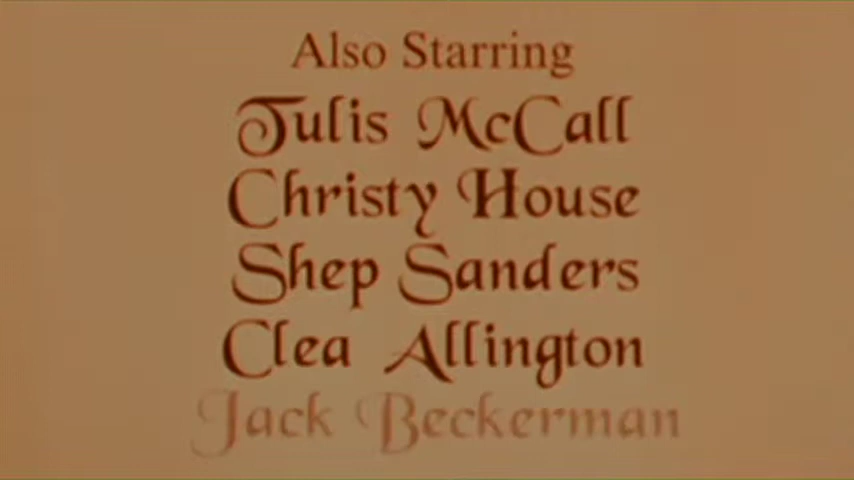 Also Starring
Tulis McCall
Christy House
Shep Sanders
Clea Allington
Jack Beckerman